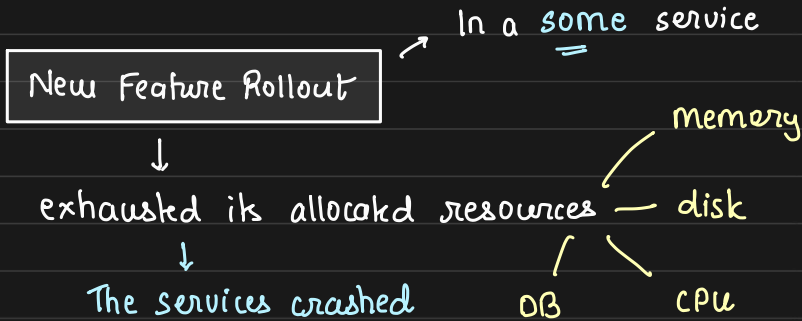 In a some service
New Feature Rollout
memory
exhausted its allocated resources
disk
The services crashed
DB
CPU